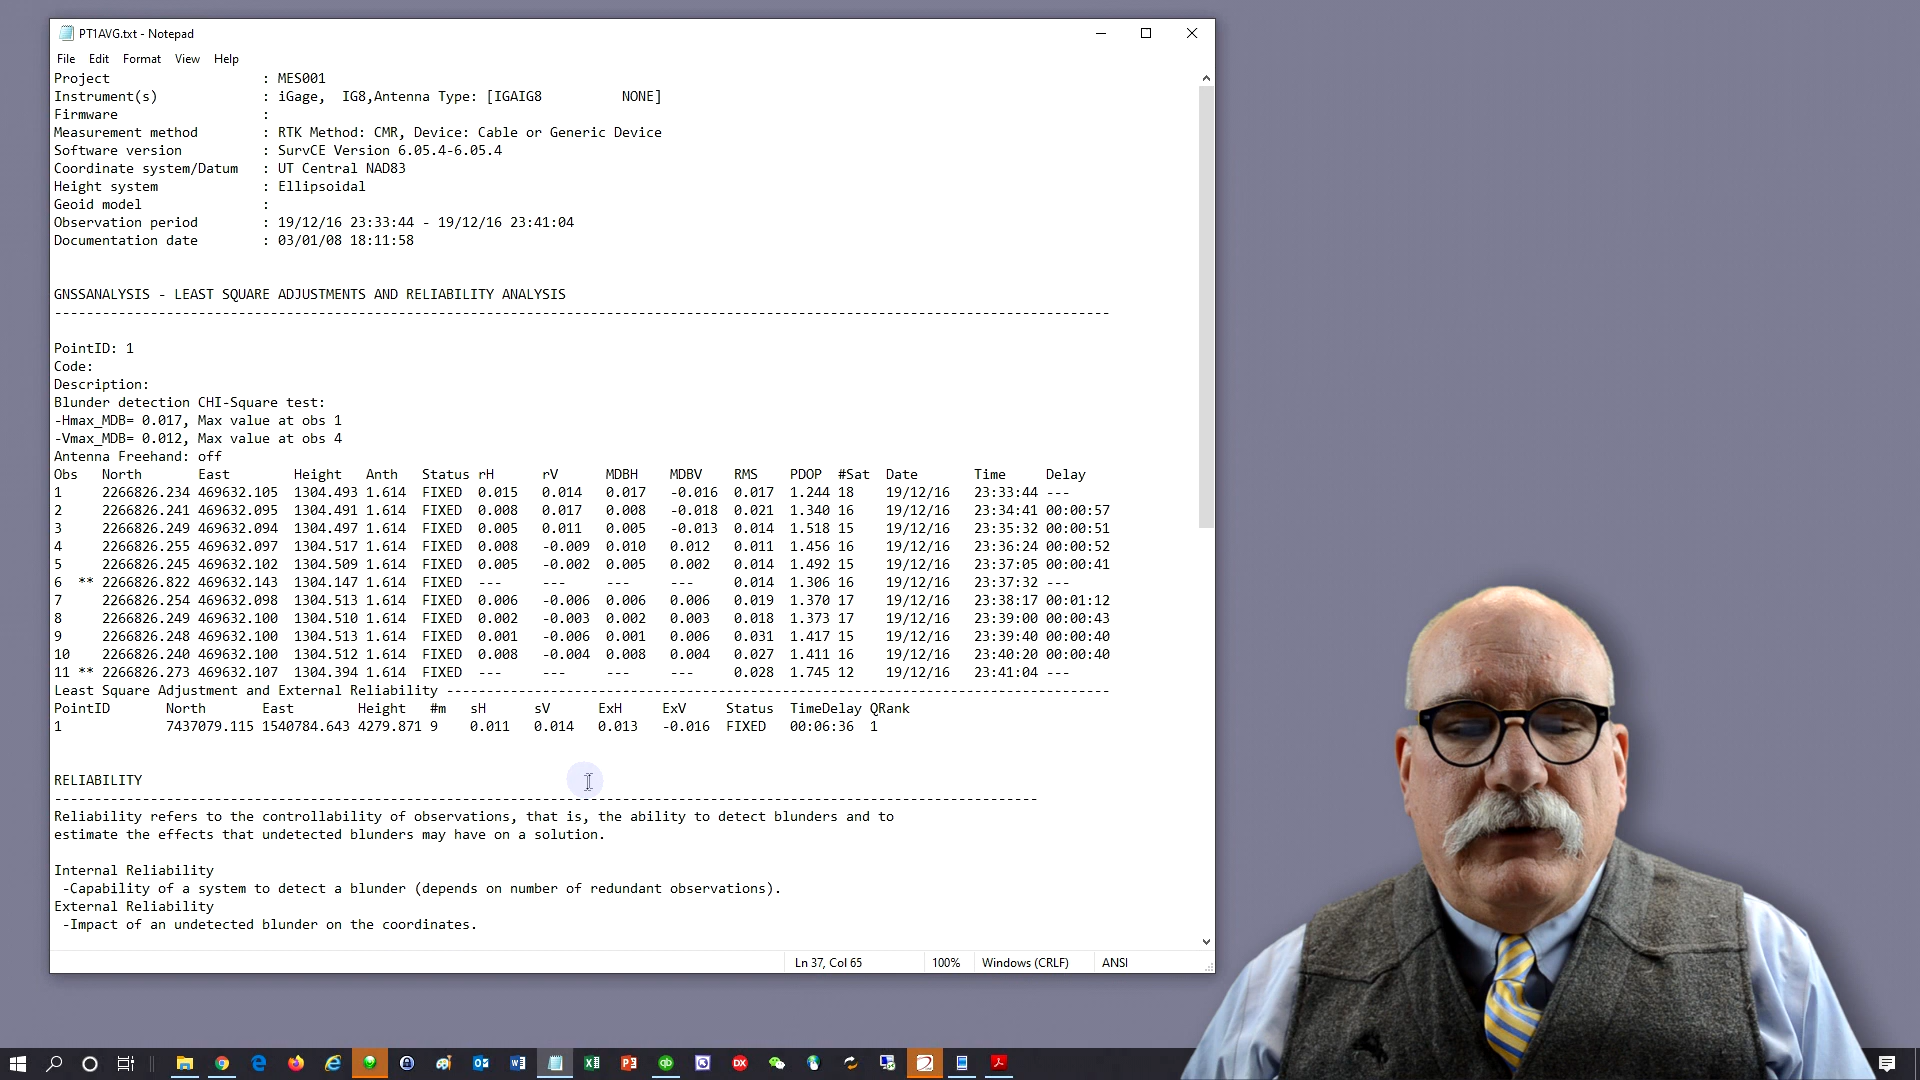 PT1AVG.txt - Notepad
File Edit Format View Help
Project : MES001
Instrument(s) : iGage, IG8,Antenna Type: [IGAIG8 NONE]
Firmware :
Measurement method : RTK Method: CMR, Device: Cable or Generic Device
Software version : SurvCE Version 6.05.4-6.05.4
Coordinate system/Datum : UT Central NAD83
Height system : Ellipsoidal
Geoid model :
Observation period : 19/12/16 23:33:44 - 19/12/16 23:41:04
Documentation date : 03/01/08 18:11:58
GNSSANALYSIS - LEAST SQUARE ADJUSTMENTS AND RELIABILITY ANALYSIS
------------------------------------------------------------------------------------------------------------------------------------
PointID: 1
Code:
Description:
Blunder detection CHI-Square test:
-Hmax_MDB= 0.017, Max value at obs 1
-Vmax_MDB= 0.012, Max value at obs 4
Antenna Freehand: off
Obs North East Height Anth Status rH rV MDBH MDBV RMS PDOP #Sat Date Time Delay
1 2266826.234 469632.105 1304.493 1.614 FIXED 0.015 0.014 0.017 -0.016 0.017 1.244 18 19/12/16 23:33:44 ---
2 2266826.241 469632.095 1304.491 1.614 FIXED 0.008 0.017 0.008 -0.018 0.021 1.340 16 19/12/16 23:34:41 00:00:57
3 2266826.249 469632.094 1304.497 1.614 FIXED 0.005 0.011 0.005 -0.013 0.014 1.518 15 19/12/16 23:35:32 00:00:51
4 2266826.255 469632.097 1304.517 1.614 FIXED 0.008 -0.009 0.010 0.012 0.011 1.456 16 19/12/16 23:36:24 00:00:52
5 2266826.245 469632.102 1304.509 1.614 FIXED 0.005 -0.002 0.005 0.002 0.014 1.492 15 19/12/16 23:37:05 00:00:41
6 ** 2266826.822 469632.143 1304.147 1.614 FIXED --- --- --- --- 0.014 1.306 16 19/12/16 23:37:32 ---
7 2266826.254 469632.098 1304.513 1.614 FIXED 0.006 -0.006 0.006 0.006 0.019 1.370 17 19/12/16 23:38:17 00:01:12
8 2266826.249 469632.100 1304.510 1.614 FIXED 0.002 -0.003 0.002 0.003 0.018 1.373 17 19/12/16 23:39:00 00:00:43
9 2266826.248 469632.100 1304.513 1.614 FIXED 0.001 -0.006 0.001 0.006 0.031 1.417 15 19/12/16 23:39:40 00:00:40
10 2266826.240 469632.100 1304.512 1.614 FIXED 0.008 -0.004 0.008 0.004 0.027 1.411 16 19/12/16 23:40:20 00:00:40
11 ** 2266826.273 469632.107 1304.394 1.614 FIXED --- --- --- --- 0.028 1.745 12 19/12/16 23:41:04 ---
Least Square Adjustment and External Reliability -----------------------------------------------------------------------------------
PointID North East Height #m sH sV ExH ExV Status TimeDelay QRank
1 7437079.115 1540784.643 4279.871 9 0.011 0.014 0.013 -0.016 FIXED 00:06:36 1
RELIABILITY
---------------------------------------------------------------------------------------------------------------------------
Reliability refers to the controllability of observations, that is, the ability to detect blunders and to
estimate the effects that undetected blunders may have on a solution.
Internal Reliability
-Capability of a system to detect a blunder (depends on number of redundant observations).
External Reliability
-Impact of an undetected blunder on the coordinates.
Ln 37, Col 65 100% Windows (CRLF) ANSI